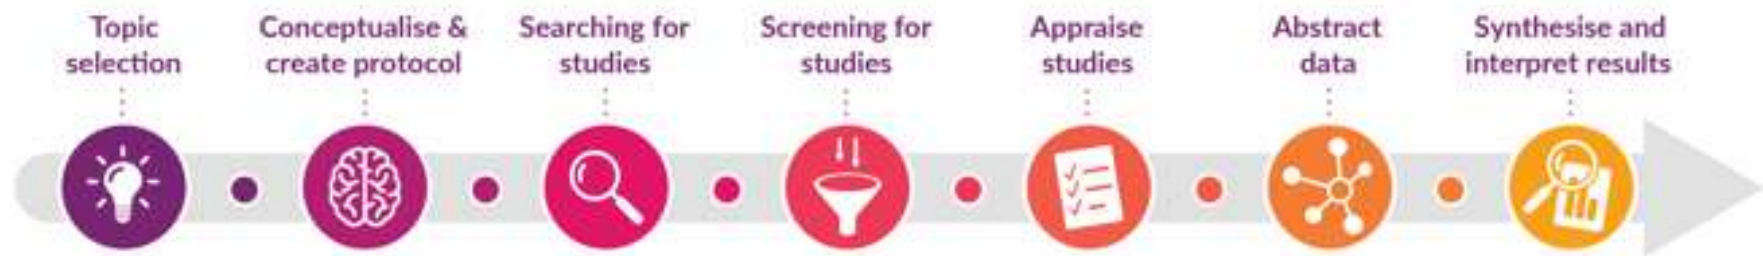 Topic
selection
Conceptualise &
create protocol
Searching for
studies
Screening for
studies
Appraise
studies
Abstract
data
Synthesise and
interpret results